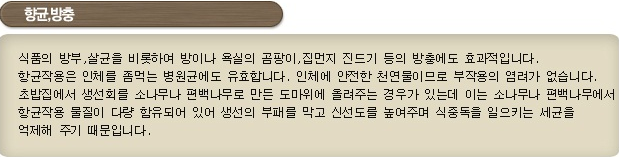 항균,방충
식품의 방부,살균을 비롯하여 방이나 욕실의 곰팡이,집먼지 진드기 등의 방충에도 효과적입니다.
항균작용은 인체를 좀먹는 병원균에도 유효합니다. 인체에 안전한 천연물이므로 부작용의 염려가 없습니다.
초밥집에서 생선회를 소나무나 편백나무로 만든 도마위에 올려주는 경우가 있는데 이는 소나무나 편백나무에서
항균작용 물질이 다량 함유되어 있어 생선의 부패를 막고 신선도를 높여주며 식중독을 일으키는 세균을
억제해 주기 때문입니다.